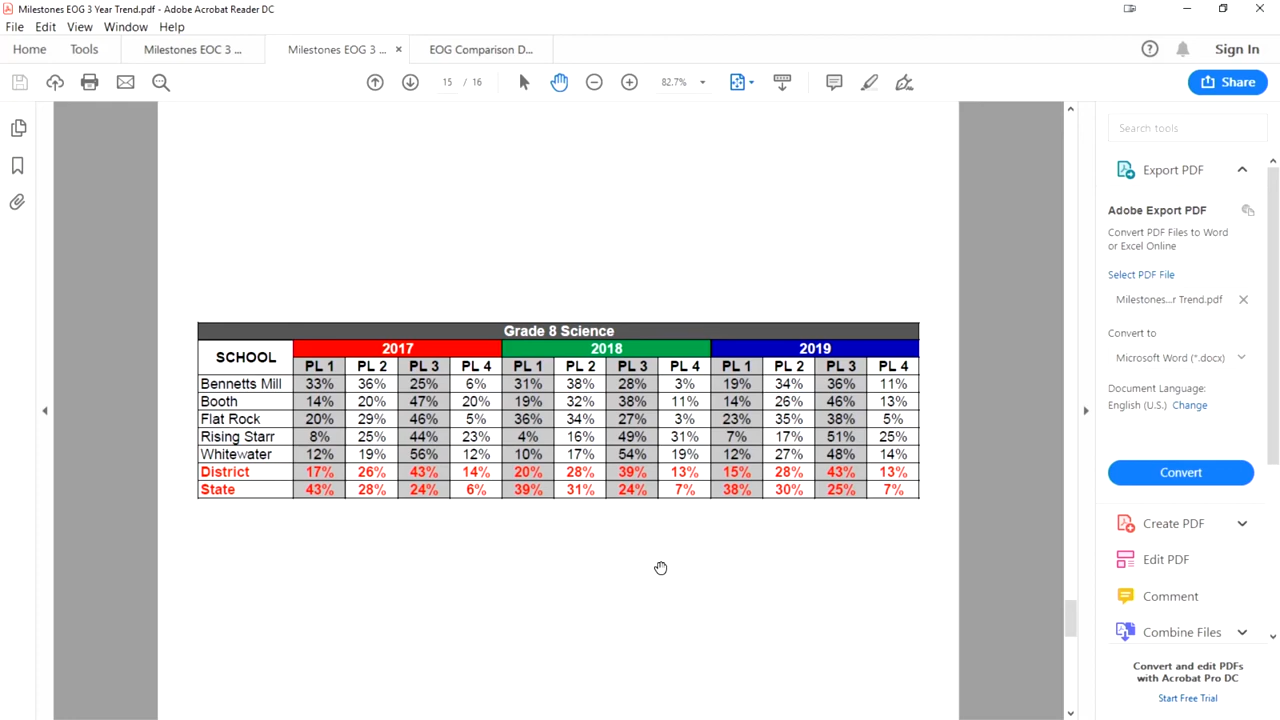 Milestones EOG 3 Year Trend.pdf - Adobe Acrobat Reader DC
File Edit View Window Help
Home Tools Milestones EOC 3 ... Milestones EOG 3 ... × EOG Comparison D... Sign In
15 / 16 82.7% Share
Search tools
Export PDF
Adobe Export PDF
Convert PDF Files to Word
or Excel Online
Select PDF File
Milestones...r Trend.pdf
Convert to
Microsoft Word (*.docx)
Document Language:
English (U.S.) Change
Convert
Create PDF
Edit PDF
Comment
Combine Files
Convert and edit PDFs
with Acrobat Pro DC
Start Free Trial
Grade 8 Science
SCHOOL 2017 2018 2019
PL 1 PL 2 PL 3 PL 4 PL 1 PL 2 PL 3 PL 4 PL 1 PL 2 PL 3 PL 4
Bennetts Mill 33% 36% 25% 6% 31% 38% 28% 3% 19% 34% 36% 11%
Booth 14% 20% 47% 20% 19% 32% 38% 11% 14% 26% 46% 13%
Flat Rock 20% 29% 46% 5% 36% 34% 27% 3% 23% 35% 38% 5%
Rising Starr 8% 25% 44% 23% 4% 16% 49% 31% 7% 17% 51% 25%
Whitewater 12% 19% 56% 12% 10% 17% 54% 19% 12% 27% 48% 14%
District 17% 26% 43% 14% 20% 28% 39% 13% 15% 28% 43% 13%
State 43% 28% 24% 6% 39% 31% 24% 7% 38% 30% 25% 7%